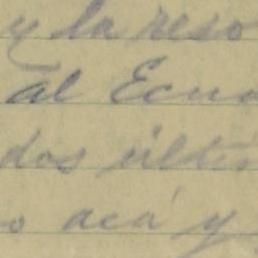 y la reso
al Ecua
dos últi
o acá y